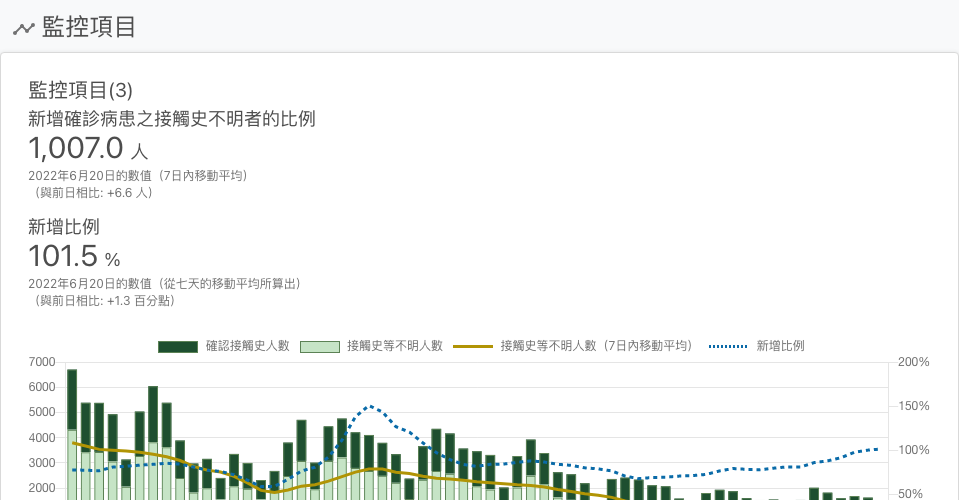 監控項目
監控項目(3)
新增確診病患之接觸史不明者的比例
1,007.0 人
2022年6月20日的數值（7日內移動平均）
（與前日相比: +6.6 人）
新增比例
101.5 %
2022年6月20日的數值（從七天的移動平均所算出）
（與前日相比: +1.3 百分點）
確認接觸史人數 接觸史等不明人數 接觸史等不明人數（7日內移動平均） 新增比例
7000 200%
6000
5000 150%
4000
3000 100%
2000 50%